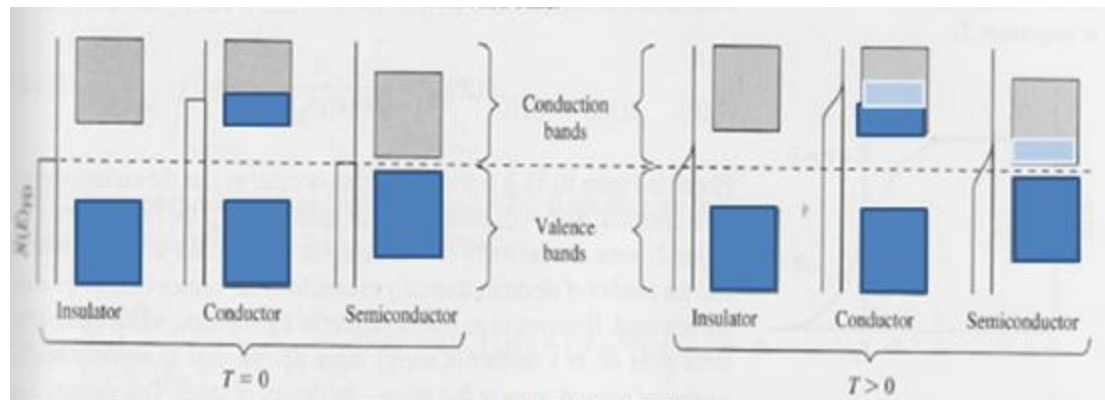 Conduction
bands
Valence
bands
Insulator
Conductor
Semiconductor
T = 0
Insulator
Conductor
Semiconductor
T > 0